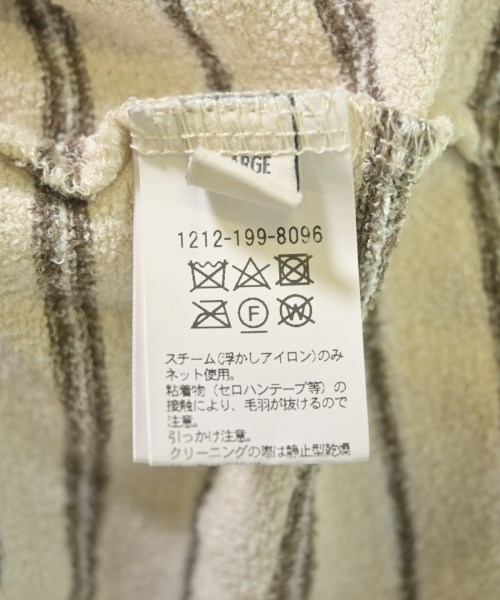 ARGE
1212-199-8096
F
W
スチーム（浮かしアイロン）のみ
ネット使用。
粘着物（セロハンテープ等）の
接触により、毛羽が抜けるので
注意。
引っかけ注意。
クリーニングの際は静止型乾燥